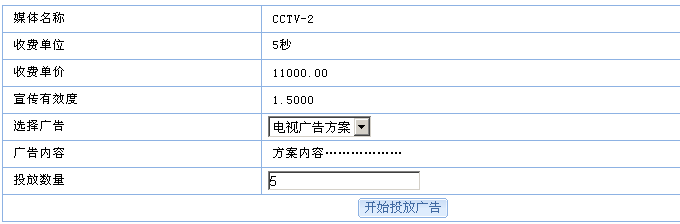 媒体名称 CCTV-2
收费单位 5秒
收费单价 11000.00
宣传有效度 1.5000
选择广告 电视广告方案
广告内容 方案内容………………
投放数量 5
开始投放广告